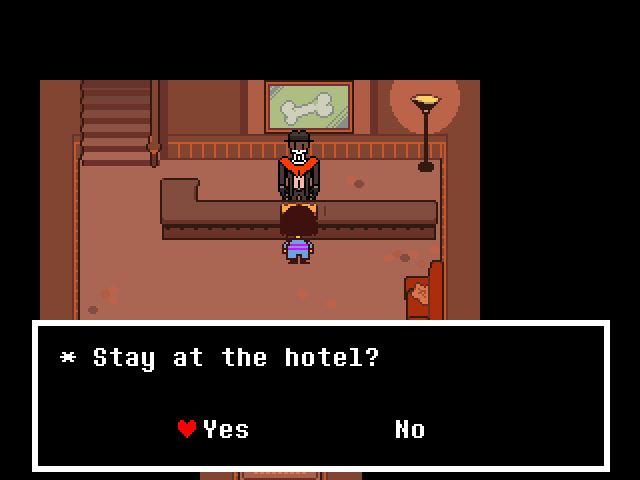 * Stay at the hotel?
Yes No